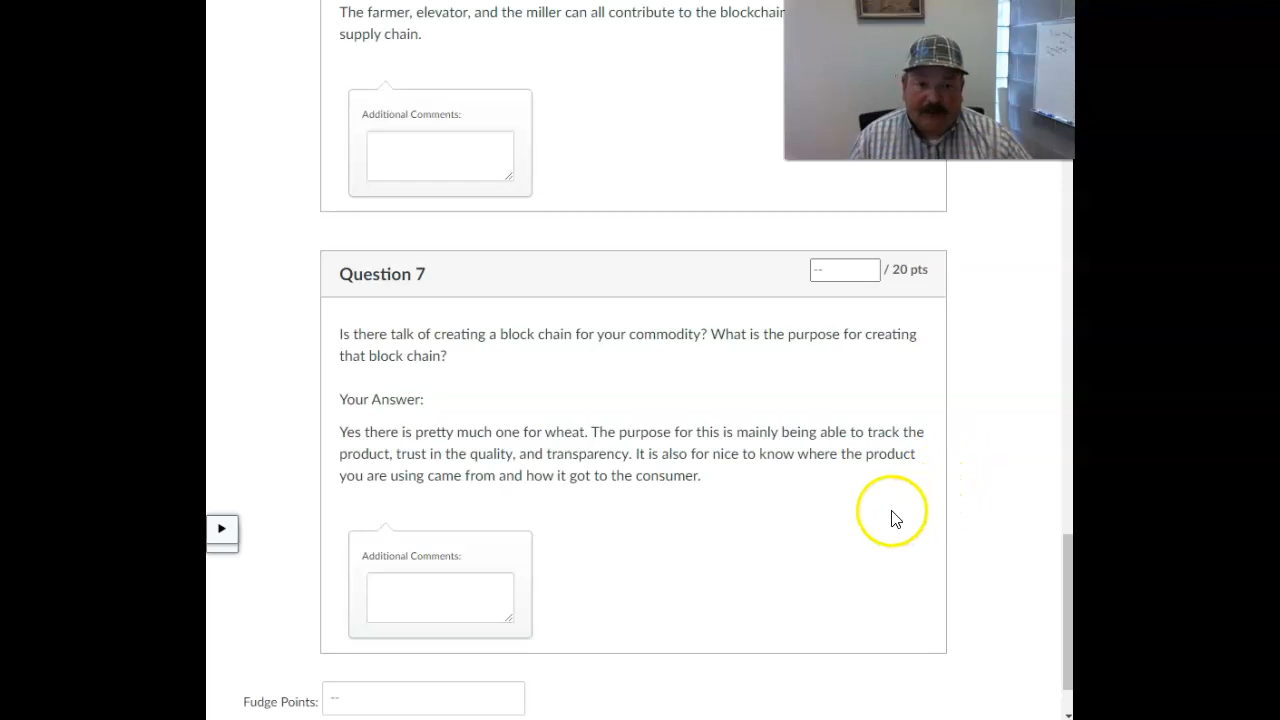 The farmer, elevator, and the miller can all contribute to the blockchain
supply chain.
Additional Comments:
Question 7
-- / 20 pts
Is there talk of creating a block chain for your commodity? What is the purpose for creating
that block chain?
Your Answer:
Yes there is pretty much one for wheat. The purpose for this is mainly being able to track the
product, trust in the quality, and transparency. It is also for nice to know where the product
you are using came from and how it got to the consumer.
Additional Comments:
Fudge Points: --